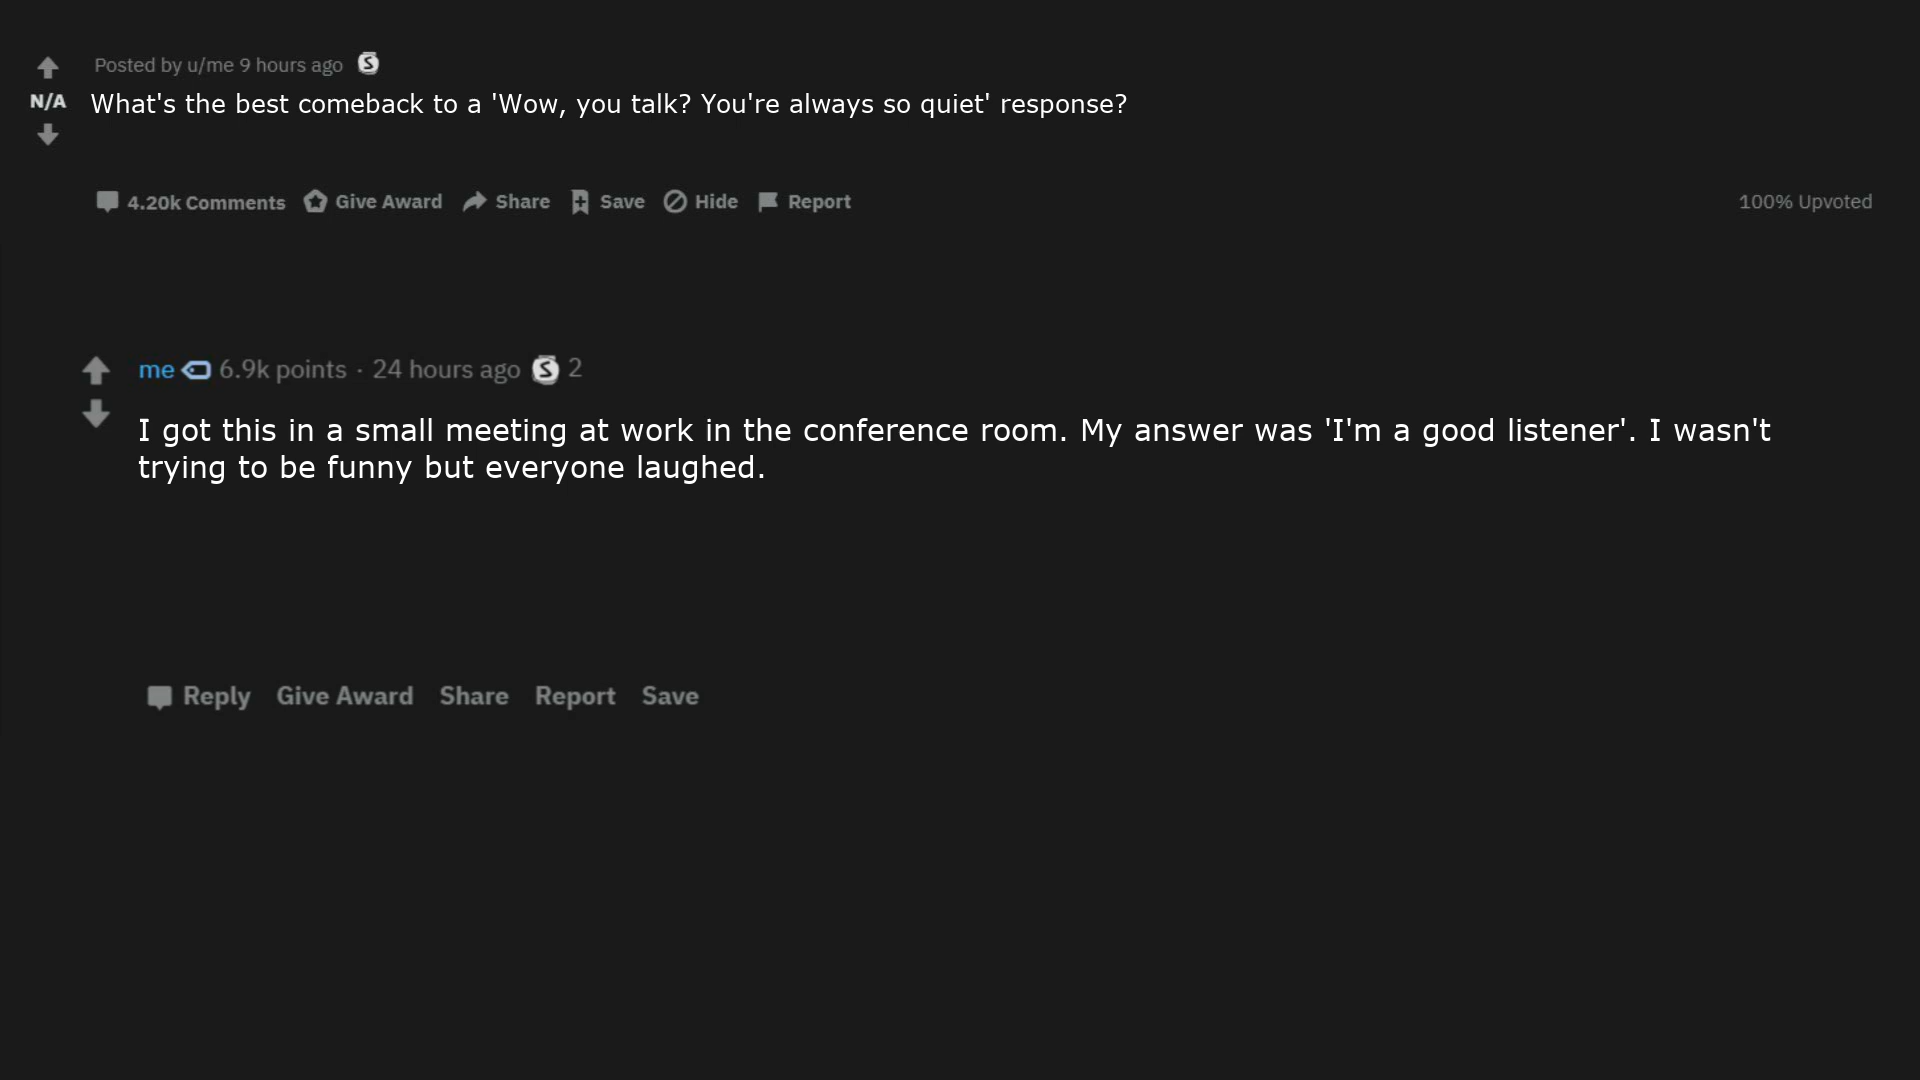 Posted by u/me 9 hours ago
N/A
What's the best comeback to a 'Wow, you talk? You're always so quiet' response?
4.20k Comments Give Award Share Save Hide Report 100% Upvoted
me 6.9k points · 24 hours ago S 2
I got this in a small meeting at work in the conference room. My answer was 'I'm a good listener'. I wasn't
trying to be funny but everyone laughed.
Reply Give Award Share Report Save